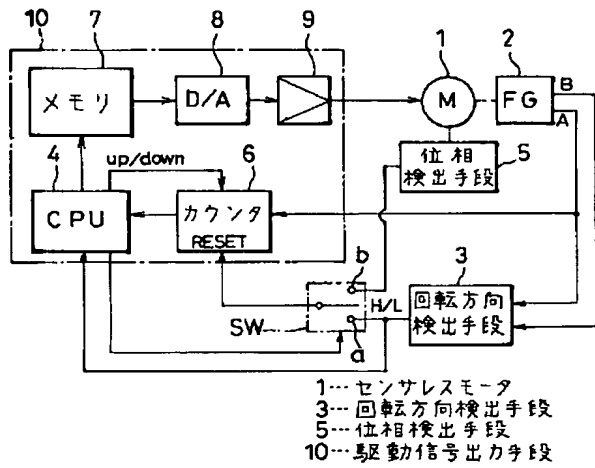 10
7
8
9
1
2
メモリ
D/A
M
FG
B
A
4
up/down
6
位相
検出手段
5
CPU
カウンタ
RESET
b
3
H/L
回転方向
検出手段
SW
a
1…センサレスモータ
3…回転方向検出手段
5…位相検出手段
10…駆動信号出力手段